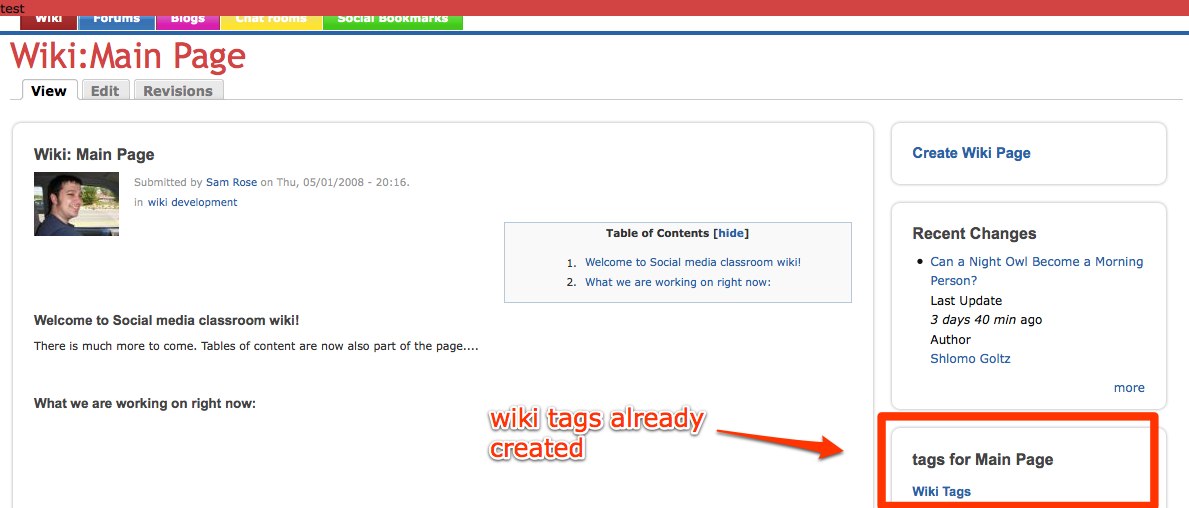 test
Wiki Forums Blogs Chat rooms Social Bookmarks
Wiki:Main Page
View Edit Revisions
Wiki: Main Page
Submitted by Sam Rose on Thu, 05/01/2008 - 20:16.
in wiki development
Table of Contents [hide]
1. Welcome to Social media classroom wiki!
2. What we are working on right now:
Welcome to Social media classroom wiki!
There is much more to come. Tables of content are now also part of the page....
What we are working on right now:
wiki tags already
created
Create Wiki Page
Recent Changes
• Can a Night Owl Become a Morning
Person?
Last Update
3 days 40 min ago
Author
Shlomo Goltz
more
tags for Main Page
Wiki Tags